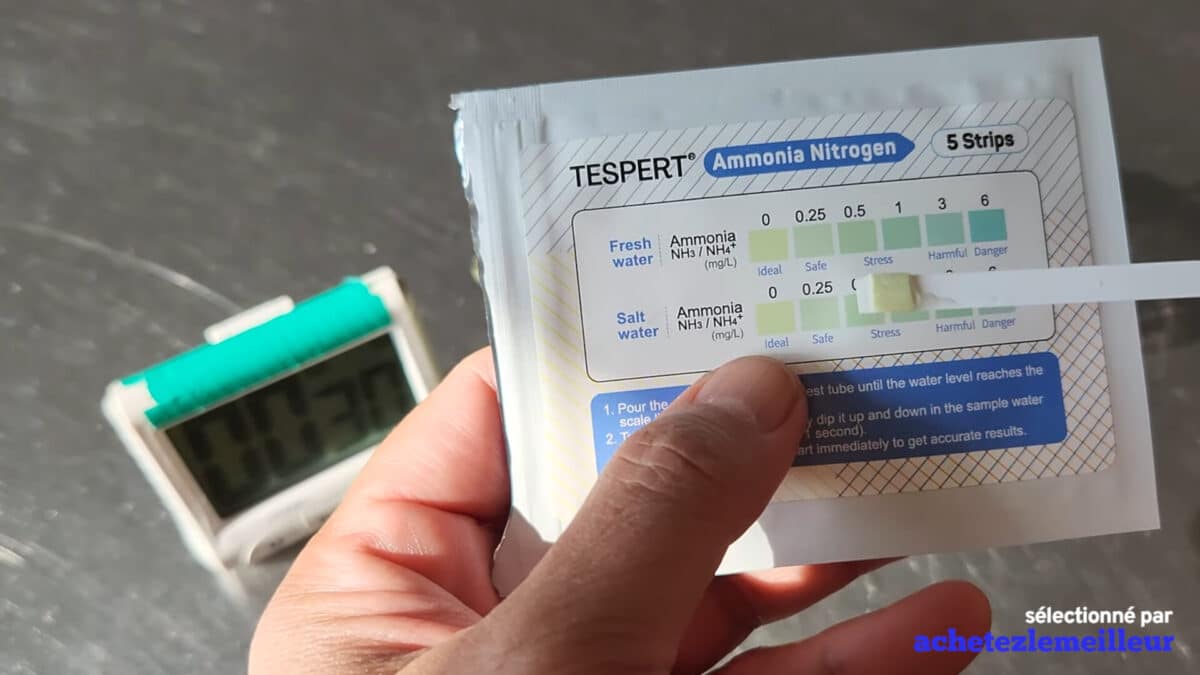 TESPERT® Ammonia Nitrogen 5 Strips
0 0.25 0.5 1 3 6
Fresh water
Ammonia NH₃ / NH₄⁺ (mg/L)
Ideal Safe Stress Harmful Danger
0 0.25
Salt water
Ammonia NH₃ / NH₄⁺ (mg/L)
Ideal Safe Stress Harmful Danger
1. Pour the
est tube until the water level reaches the
scale
2.
dip it up and down in the sample water
1 second).
art immediately to get accurate results.
sélectionné par
achetezlemeilleur